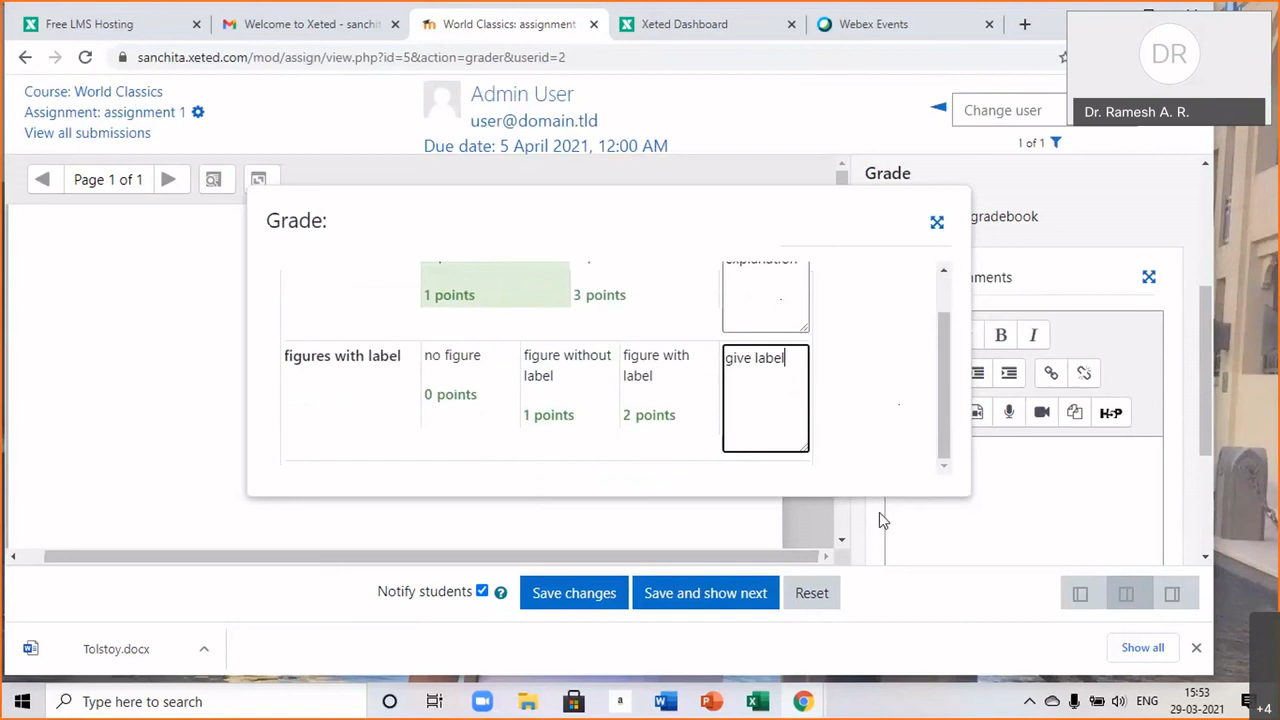 Free LMS Hosting
Welcome to Xeted - sanchit
World Classics: assignment
Xeted Dashboard
Webex Events
sanchita.xeted.com/mod/assign/view.php?id=5&action=grader&userid=2
DR
Dr. Ramesh A. R.
Course: World Classics
Assignment: assignment 1
View all submissions
Admin User
user@domain.tld
Due date: 5 April 2021, 12:00 AM
Change user
1 of 1
Page 1 of 1
Grade
gradebook
Grade:
explanation
1 points
3 points
figures with label
no figure
0 points
figure without
label
1 points
figure with
label
2 points
give label
B I
H5P
Notify students
Save changes
Save and show next
Reset
Tolstoy.docx
Show all
Type here to search
ENG
15:53
29-03-2021
+4